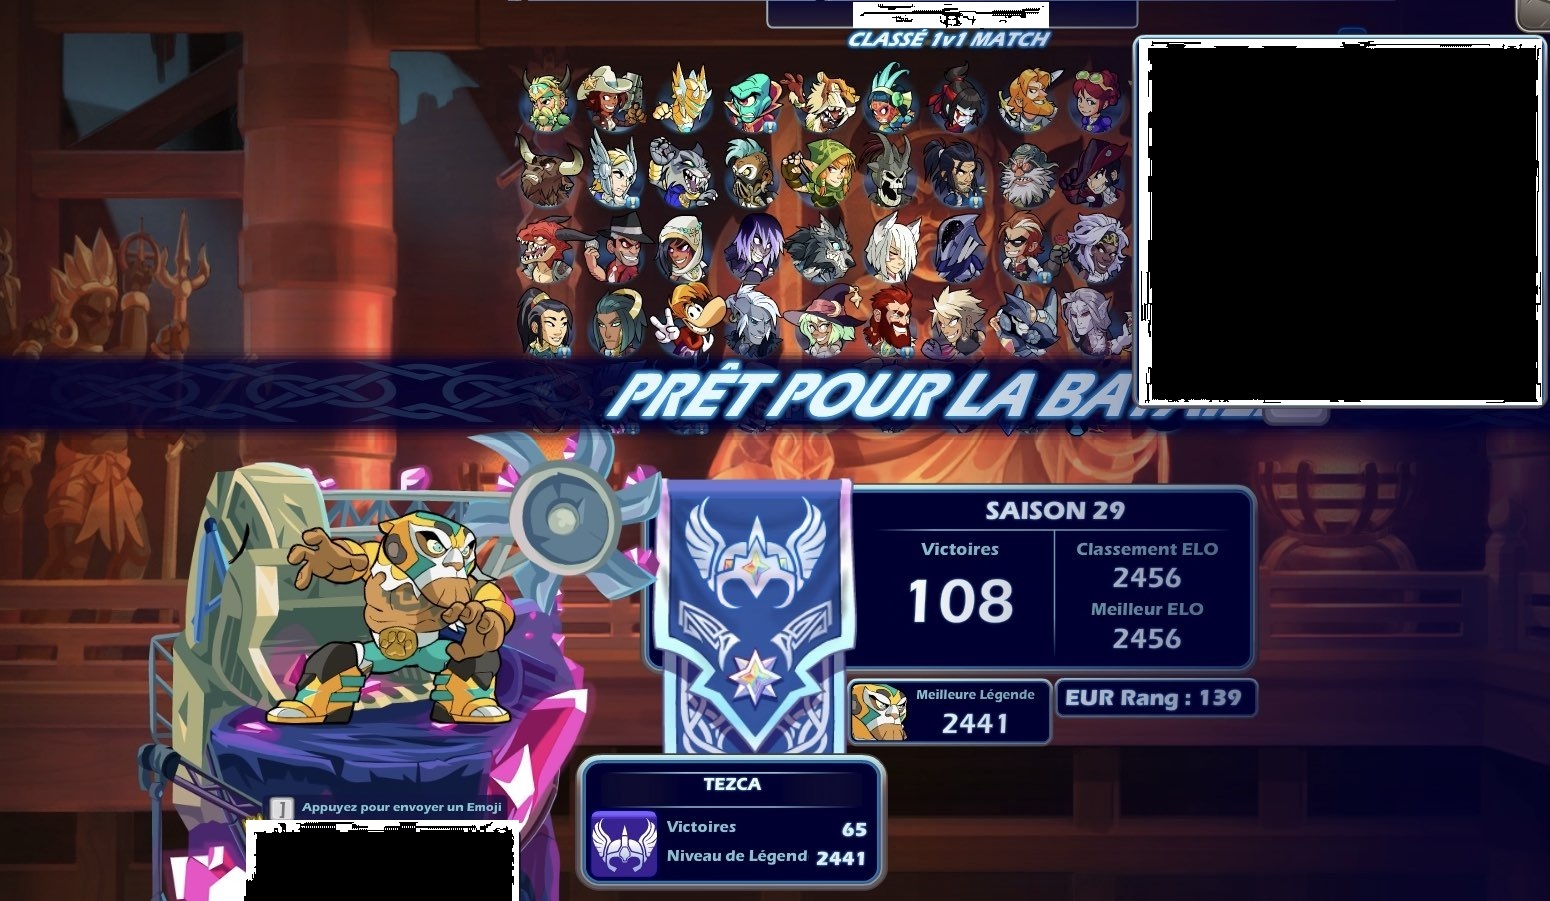 CLASSÉ 1v1 MATCH
PRÊT POUR LA
SAISON 29
Victoires
108
Classement ELO
2456
Meilleur ELO
2456
Meilleure Légende
2441
EUR Rang : 139
TEZCA
Victoires 65
Niveau de Légend 2441
Appuyez pour envoyer un Emoji